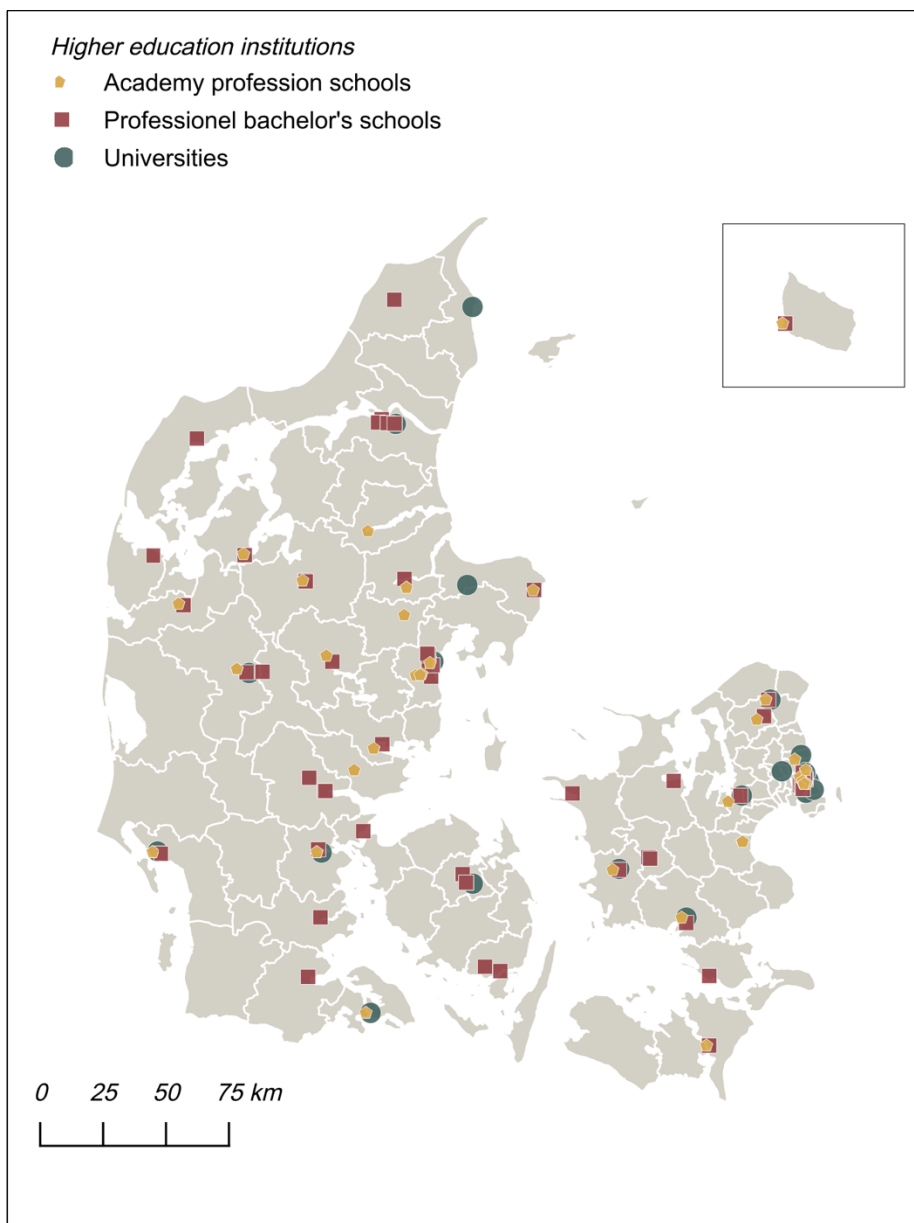 Higher education institutions
Academy profession schools
Professionel bachelor's schools
Universities
0 25 50 75 km